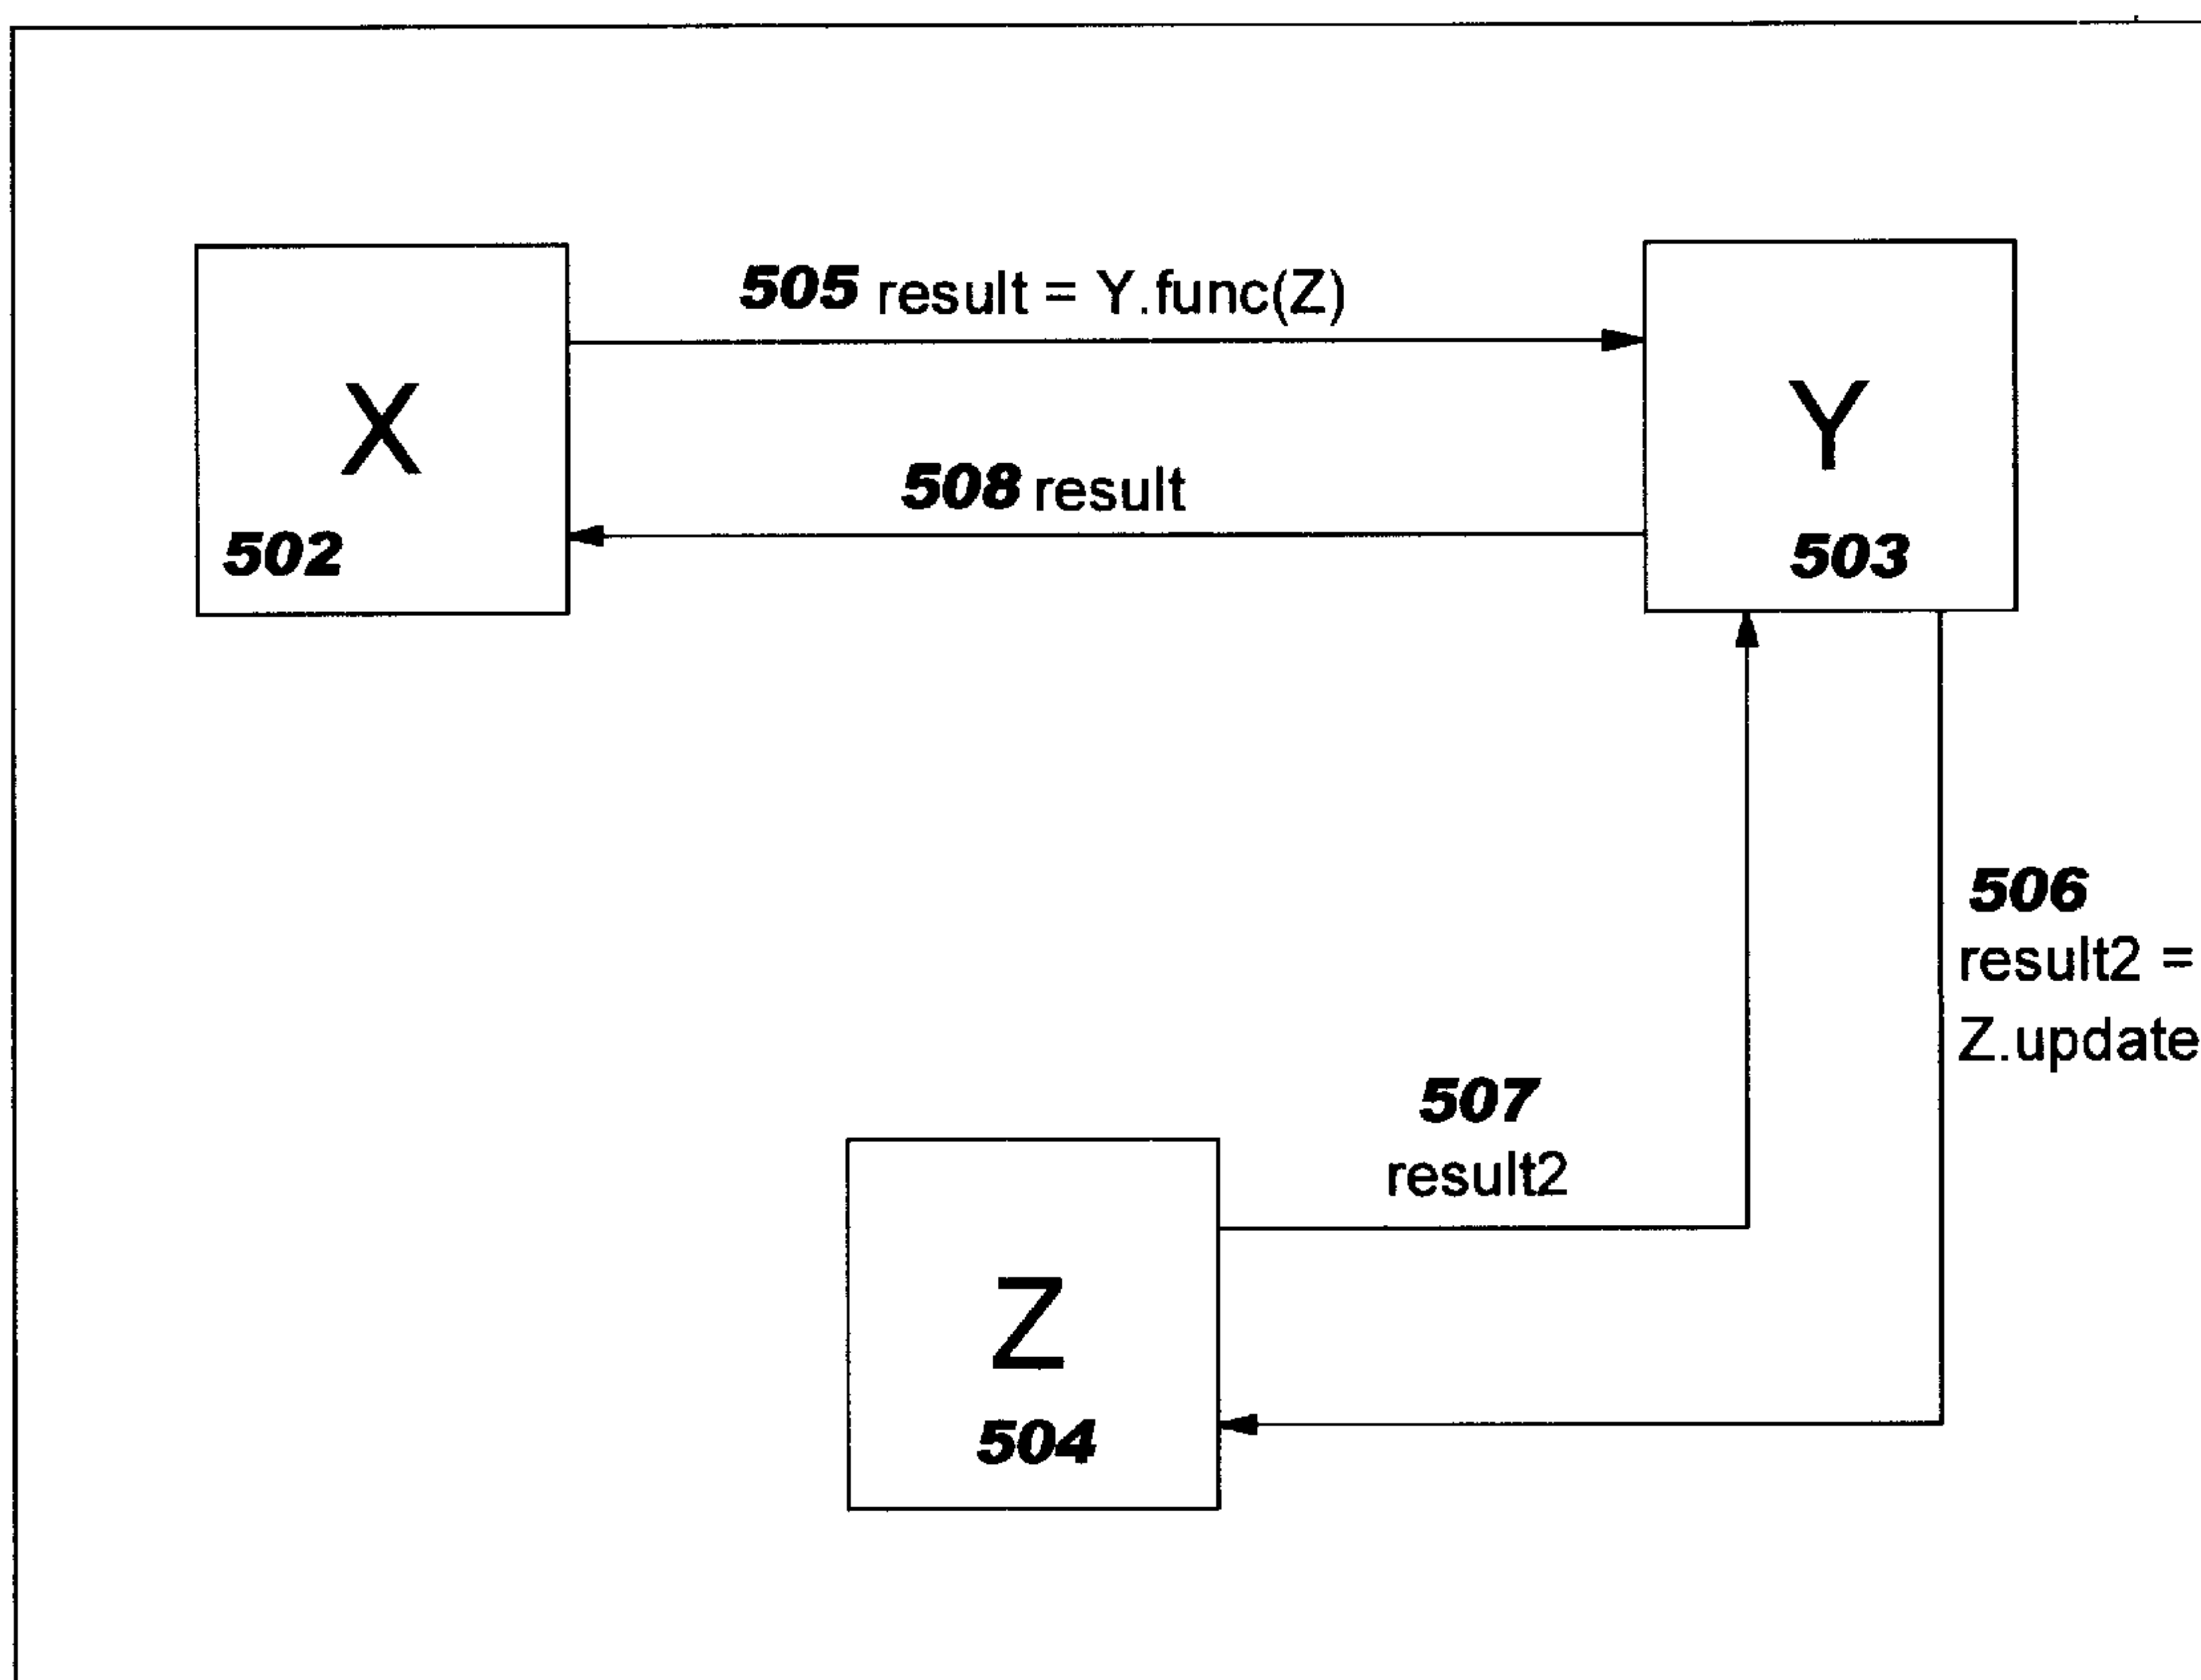 505 result = Y.func(Z)
X
Y
508 result
502
503
506
result2 =
Z.update
507
result2
Z
504